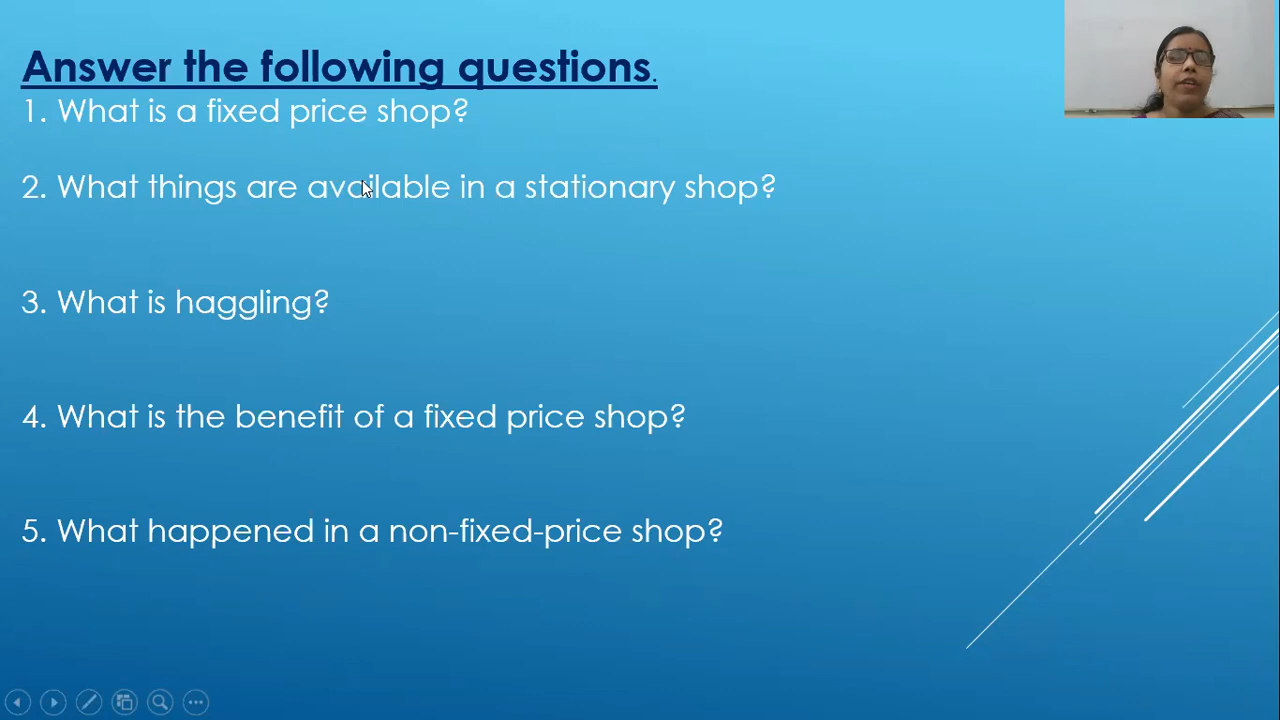 Answer the following questions.
1. What is a fixed price shop?
2. What things are available in a stationary shop?
3. What is haggling?
4. What is the benefit of a fixed price shop?
5. What happened in a non-fixed-price shop?